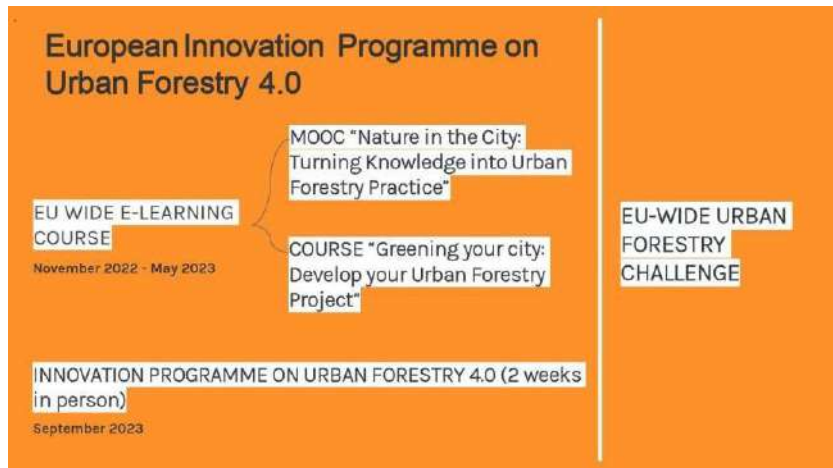 European Innovation Programme on
Urban Forestry 4.0
MOOC “Nature in the City:
Turning Knowledge into Urban
Forestry Practice”
EU WIDE E-LEARNING
COURSE
November 2022 - May 2023
COURSE “Greening your city:
Develop your Urban Forestry
Project”
INNOVATION PROGRAMME ON URBAN FORESTRY 4.0 (2 weeks
in person)
September 2023
EU-WIDE URBAN
FORESTRY
CHALLENGE